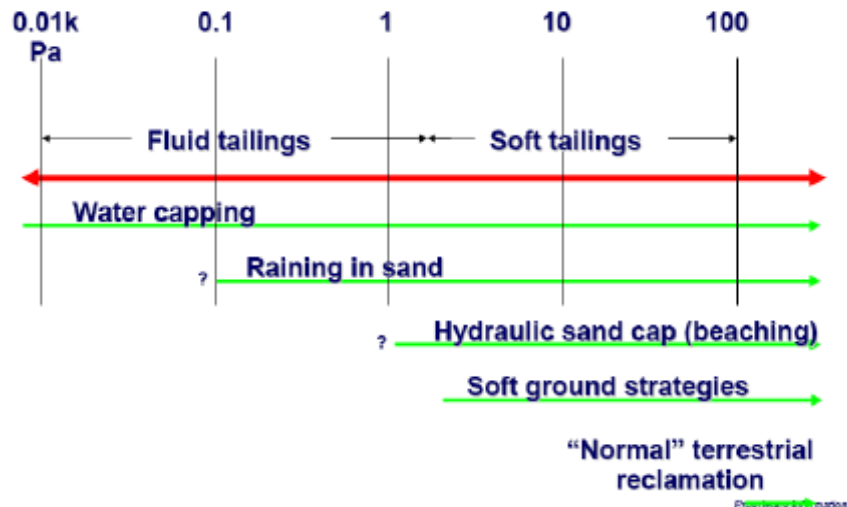 0.01k 0.1 1 10 100
Pa
Fluid tailings Soft tailings
Water capping
? Raining in sand
? Hydraulic sand cap (beaching)
Soft ground strategies
“Normal” terrestrial
reclamation